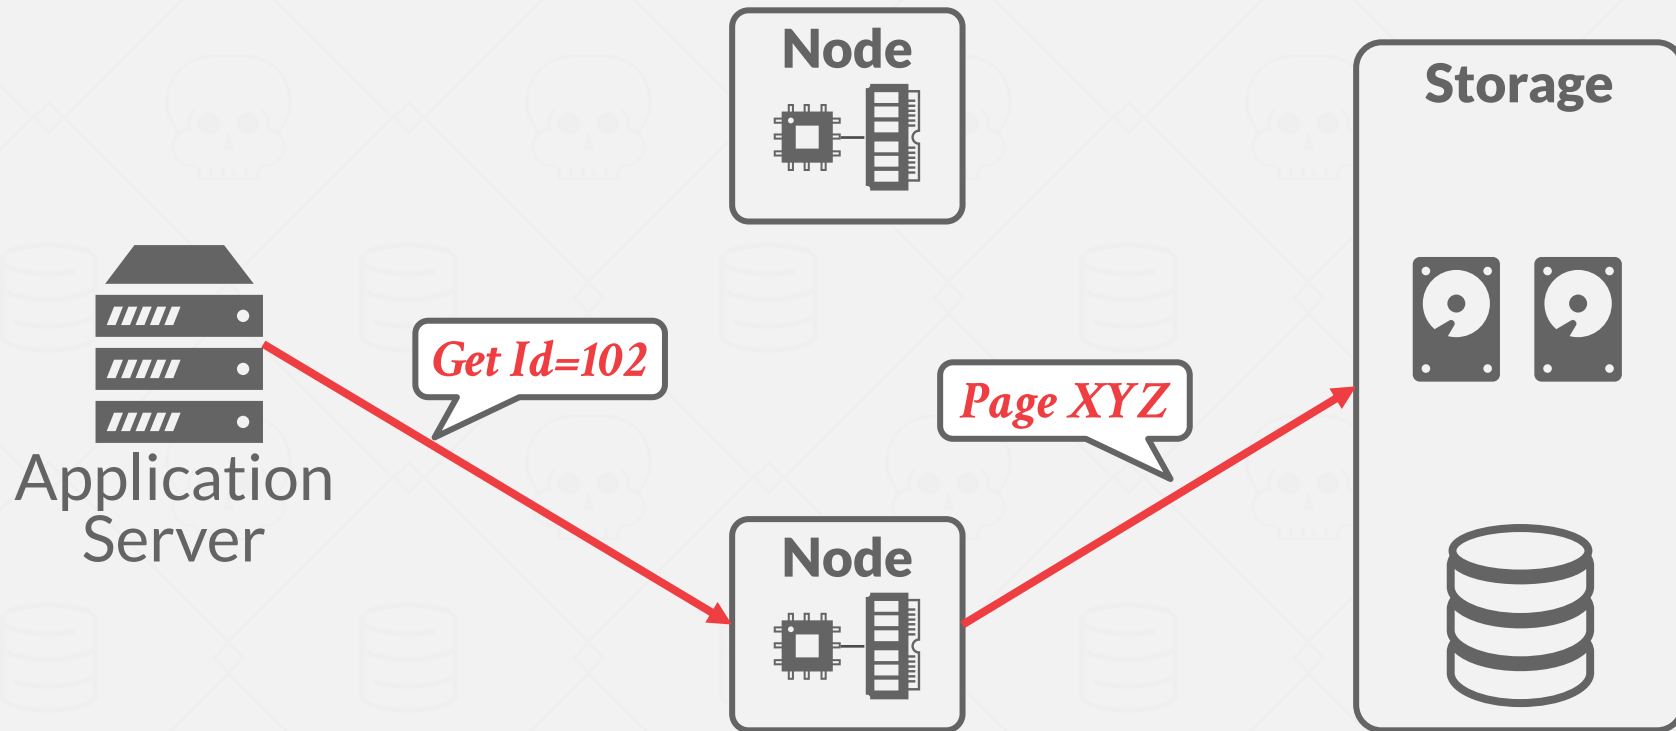 Node
Storage
Get Id=102
Page XYZ
Application
Server
Node